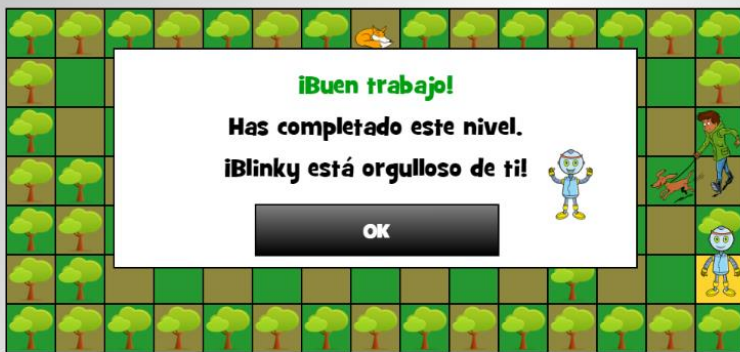 ¡Buen trabajo!
Has completado este nivel.
¡Blinky está orgulloso de ti!
OK